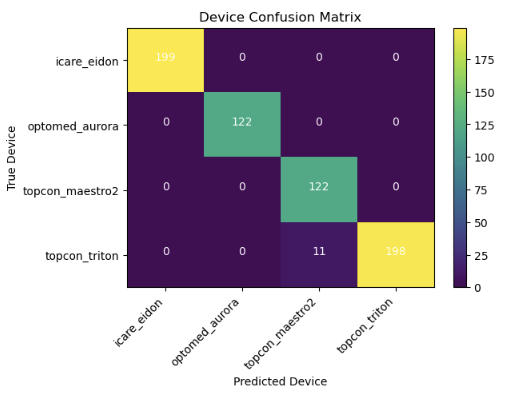 Device Confusion Matrix
True Device
icare_eidon 199 0 0 0
optomed_aurora 0 122 0 0
topcon_maestro2 0 0 122 0
topcon_triton 0 0 11 198
icare_eidon optomed_aurora topcon_maestro2 topcon_triton
Predicted Device
175
150
125
100
75
50
25
0